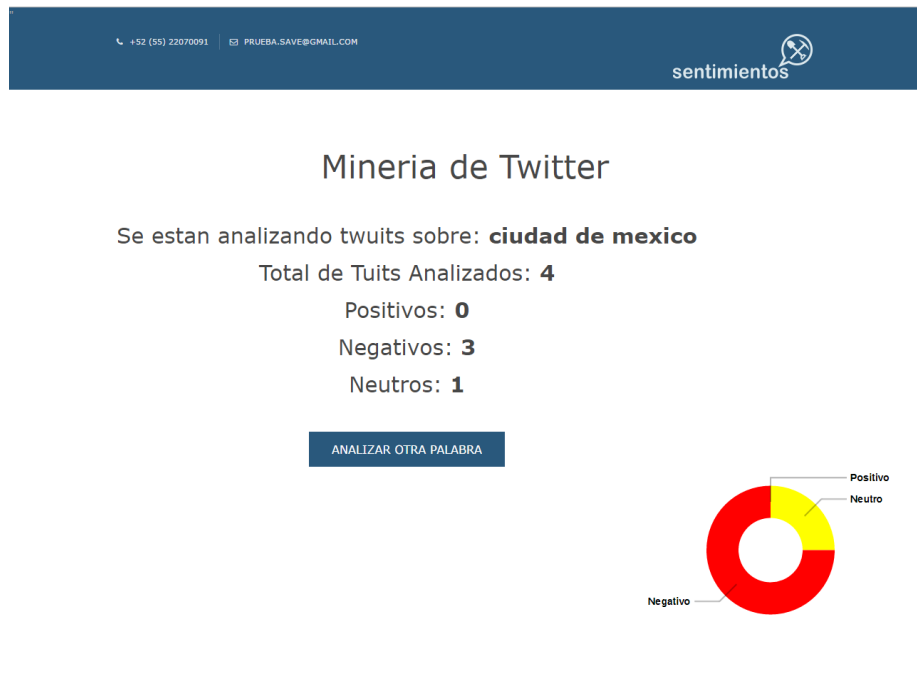 +52 (55) 22070091 PRUEBA.SAVE@GMAIL.COM
sentimientos
Mineria de Twitter
Se estan analizando twuits sobre: ciudad de mexico
Total de Tuits Analizados: 4
Positivos: 0
Negativos: 3
Neutros: 1
ANALIZAR OTRA PALABRA
Positivo
Neutro
Negativo